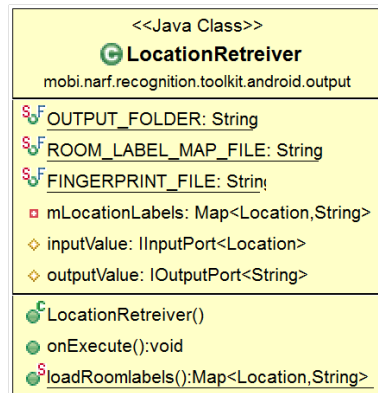 <<Java Class>>
C LocationRetreiver
mobi.narf.recognition.toolkit.android.output
S F OUTPUT_FOLDER: String
S F ROOM_LABEL_MAP_FILE: String
S F FINGERPRINT_FILE: String
mLocationLabels: Map<Location,String>
inputValue: IInputPort<Location>
outputValue: IOutputPort<String>
C LocationRetreiver()
onExecute():void
S loadRoomlabels():Map<Location,String>